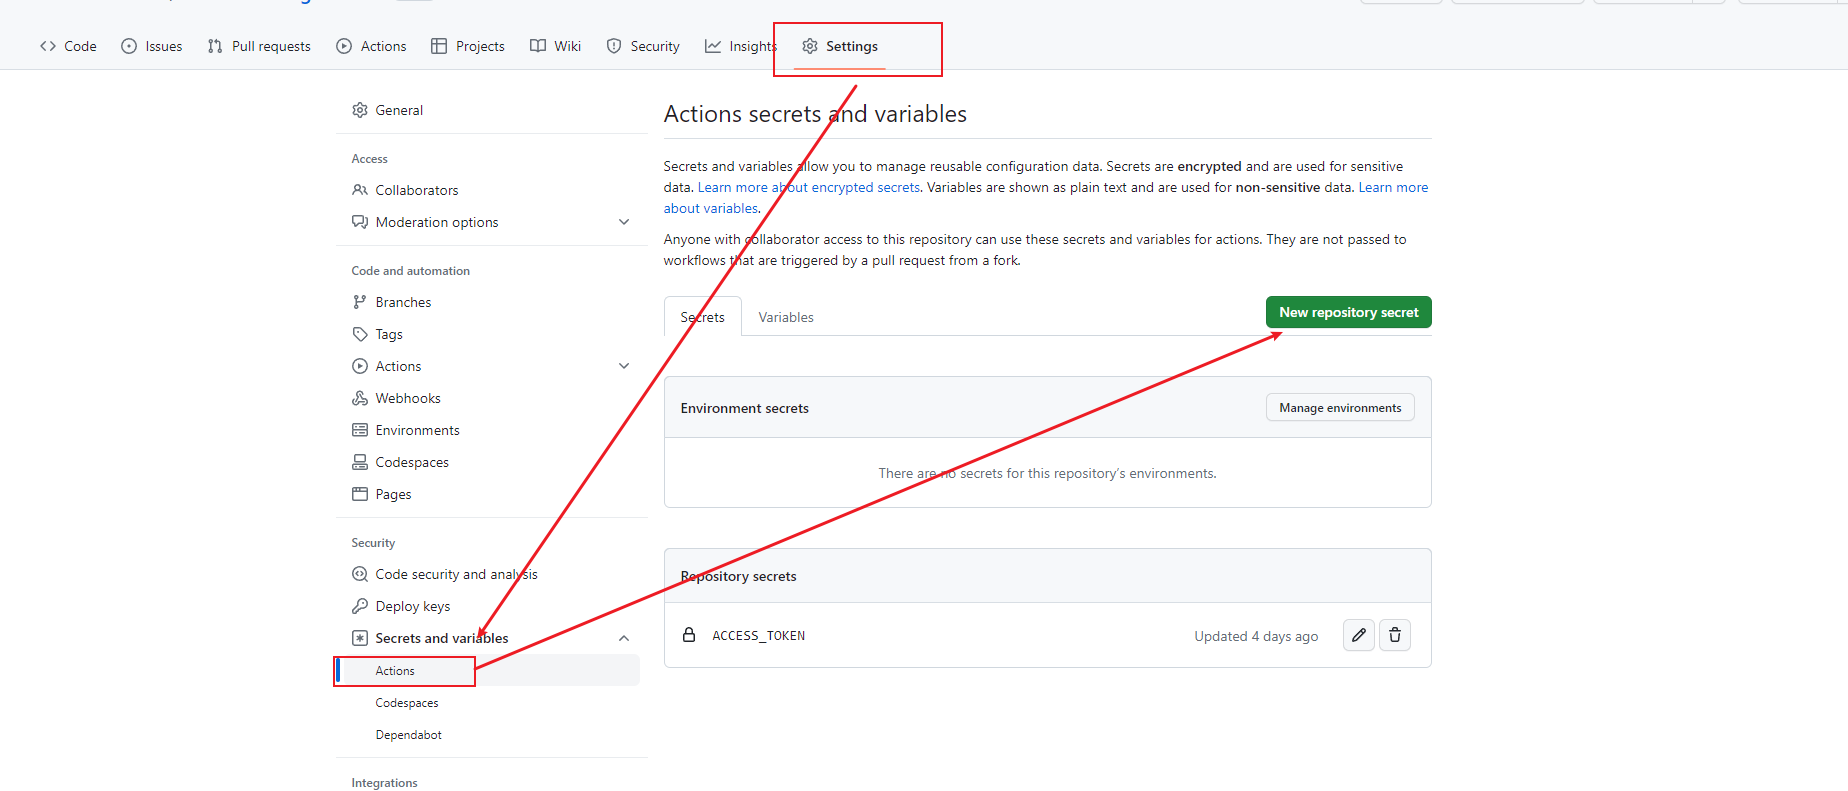 Code
Issues
Pull requests
Actions
Projects
Wiki
Security
Insights
Settings
General
Access
Collaborators
Moderation options
Code and automation
Branches
Tags
Actions
Webhooks
Environments
Codespaces
Pages
Security
Code security and analysis
Deploy keys
Secrets and variables
Actions
Codespaces
Dependabot
Integrations
Actions secrets and variables
Secrets and variables allow you to manage reusable configuration data. Secrets are encrypted and are used for sensitive
data. Learn more about encrypted secrets. Variables are shown as plain text and are used for non-sensitive data. Learn more
about variables.
Anyone with collaborator access to this repository can use these secrets and variables for actions. They are not passed to
workflows that are triggered by a pull request from a fork.
Secrets
Variables
New repository secret
Environment secrets
Manage environments
There are no secrets for this repository's environments.
Repository secrets
ACCESS_TOKEN
Updated 4 days ago